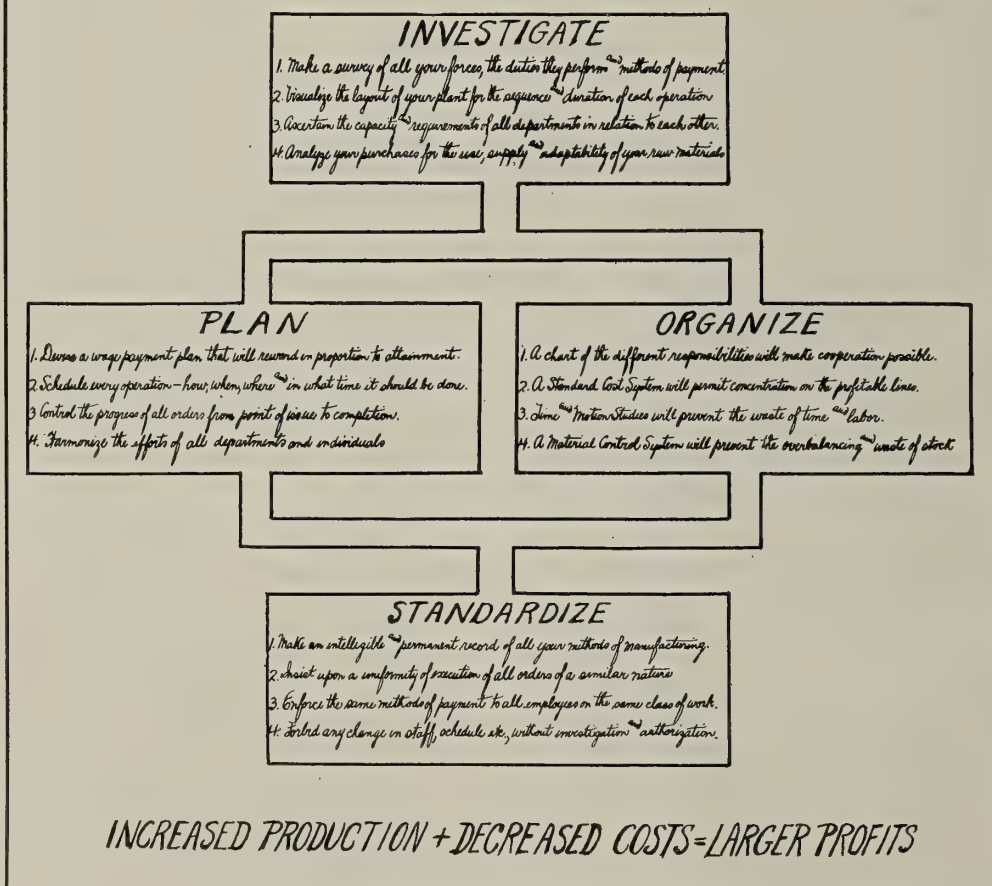 INVESTIGATE
1. Make a survey of all your forces, the duties they perform and methods of payment.
2. Visualize the layout of your plant for the sequence and duration of each operation
3. Ascertain the capacity and requirements of all departments in relation to each other.
4. Analyze your purchases for the use, supply and adaptability of your raw materials
PLAN
1. Devise a wage payment plan that will reward in proportion to attainment.
2. Schedule every operation - how, when, where and in what time it should be done.
3 Control the progress of all orders from point of issue to completion.
4. Harmonize the efforts of all departments and individuals
ORGANIZE
1. A chart of the different responsibilities will make cooperation possible.
2. A Standard Cost System will permit concentration on the profitable lines.
3. Time and Motion Studies will prevent the waste of time and labor.
4. A Material Control System will prevent the overbalancing and waste of stock
STANDARDIZE
1. Make an intelligible and permanent record of all your methods of manufacturing.
2. Insist upon a uniformity of execution of all orders of a similar nature
3. Enforce the same methods of payment to all employees on the same class of work.
4. Forbid any change in staff, schedule etc., without investigation and authorization.
INCREASED PRODUCTION + DECREASED COSTS = LARGER PROFITS